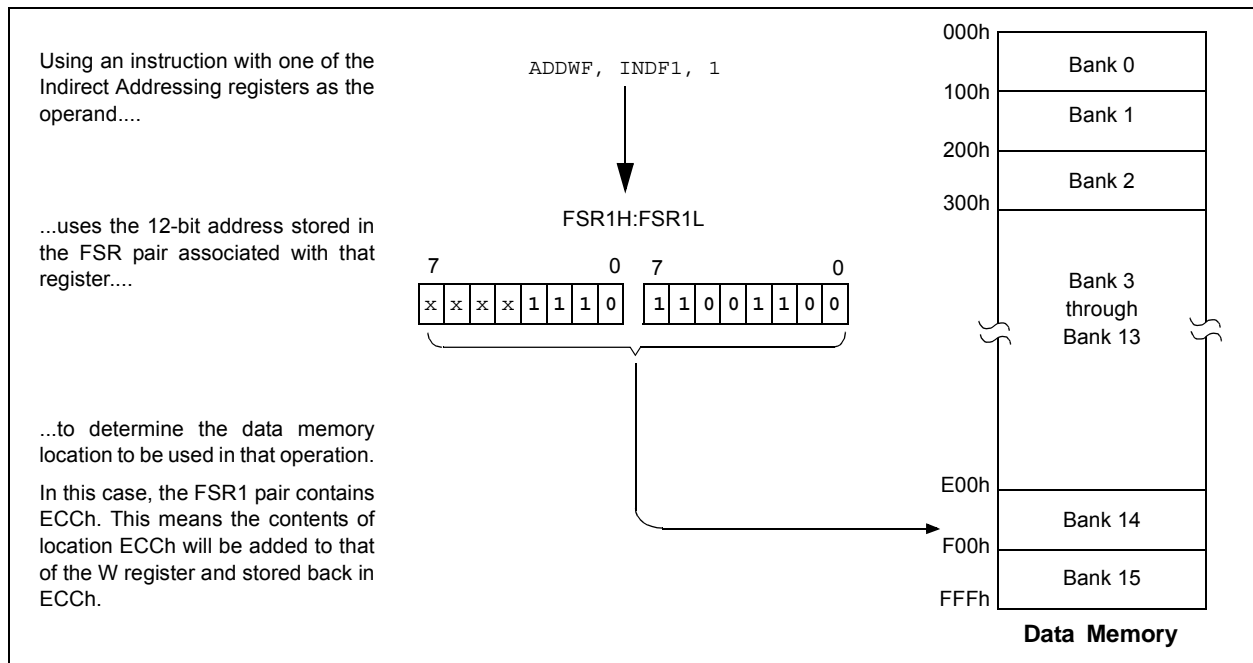 Using an instruction with one of the
Indirect Addressing registers as the
operand....
ADDWF, INDF1, 1
...uses the 12-bit address stored in
the FSR pair associated with that
register....
FSR1H:FSR1L
7 0 7 0
x x x x 1 1 1 0 1 1 0 0 1 1 0 0
...to determine the data memory
location to be used in that operation.
In this case, the FSR1 pair contains
ECCh. This means the contents of
location ECCh will be added to that
of the W register and stored back in
ECCh.
000h
Bank 0
100h
Bank 1
200h
Bank 2
300h
Bank 3
through
Bank 13
E00h
Bank 14
F00h
Bank 15
FFFh
Data Memory